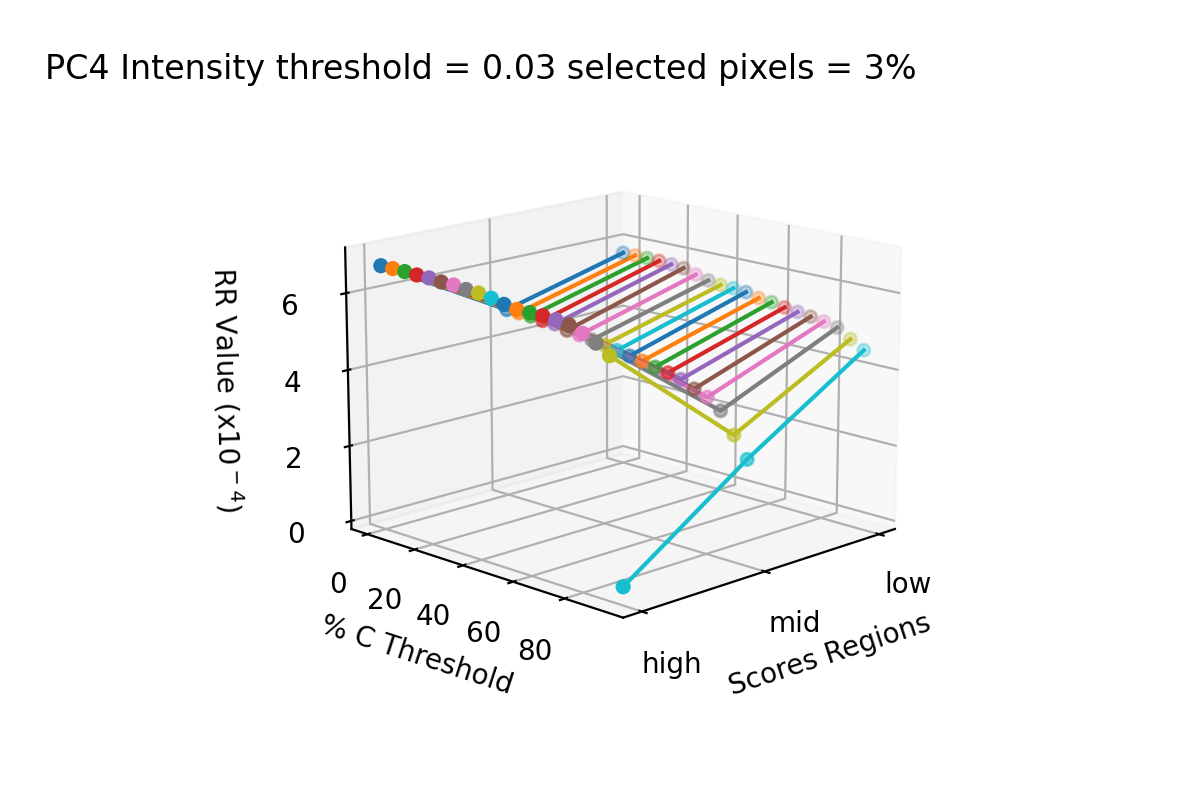 PC4 Intensity threshold = 0.03 selected pixels = 3%
RR Value (x10⁻⁴)
6
4
2
0
0
20
40
60
80
% C Threshold
high
mid
low
Scores Regions